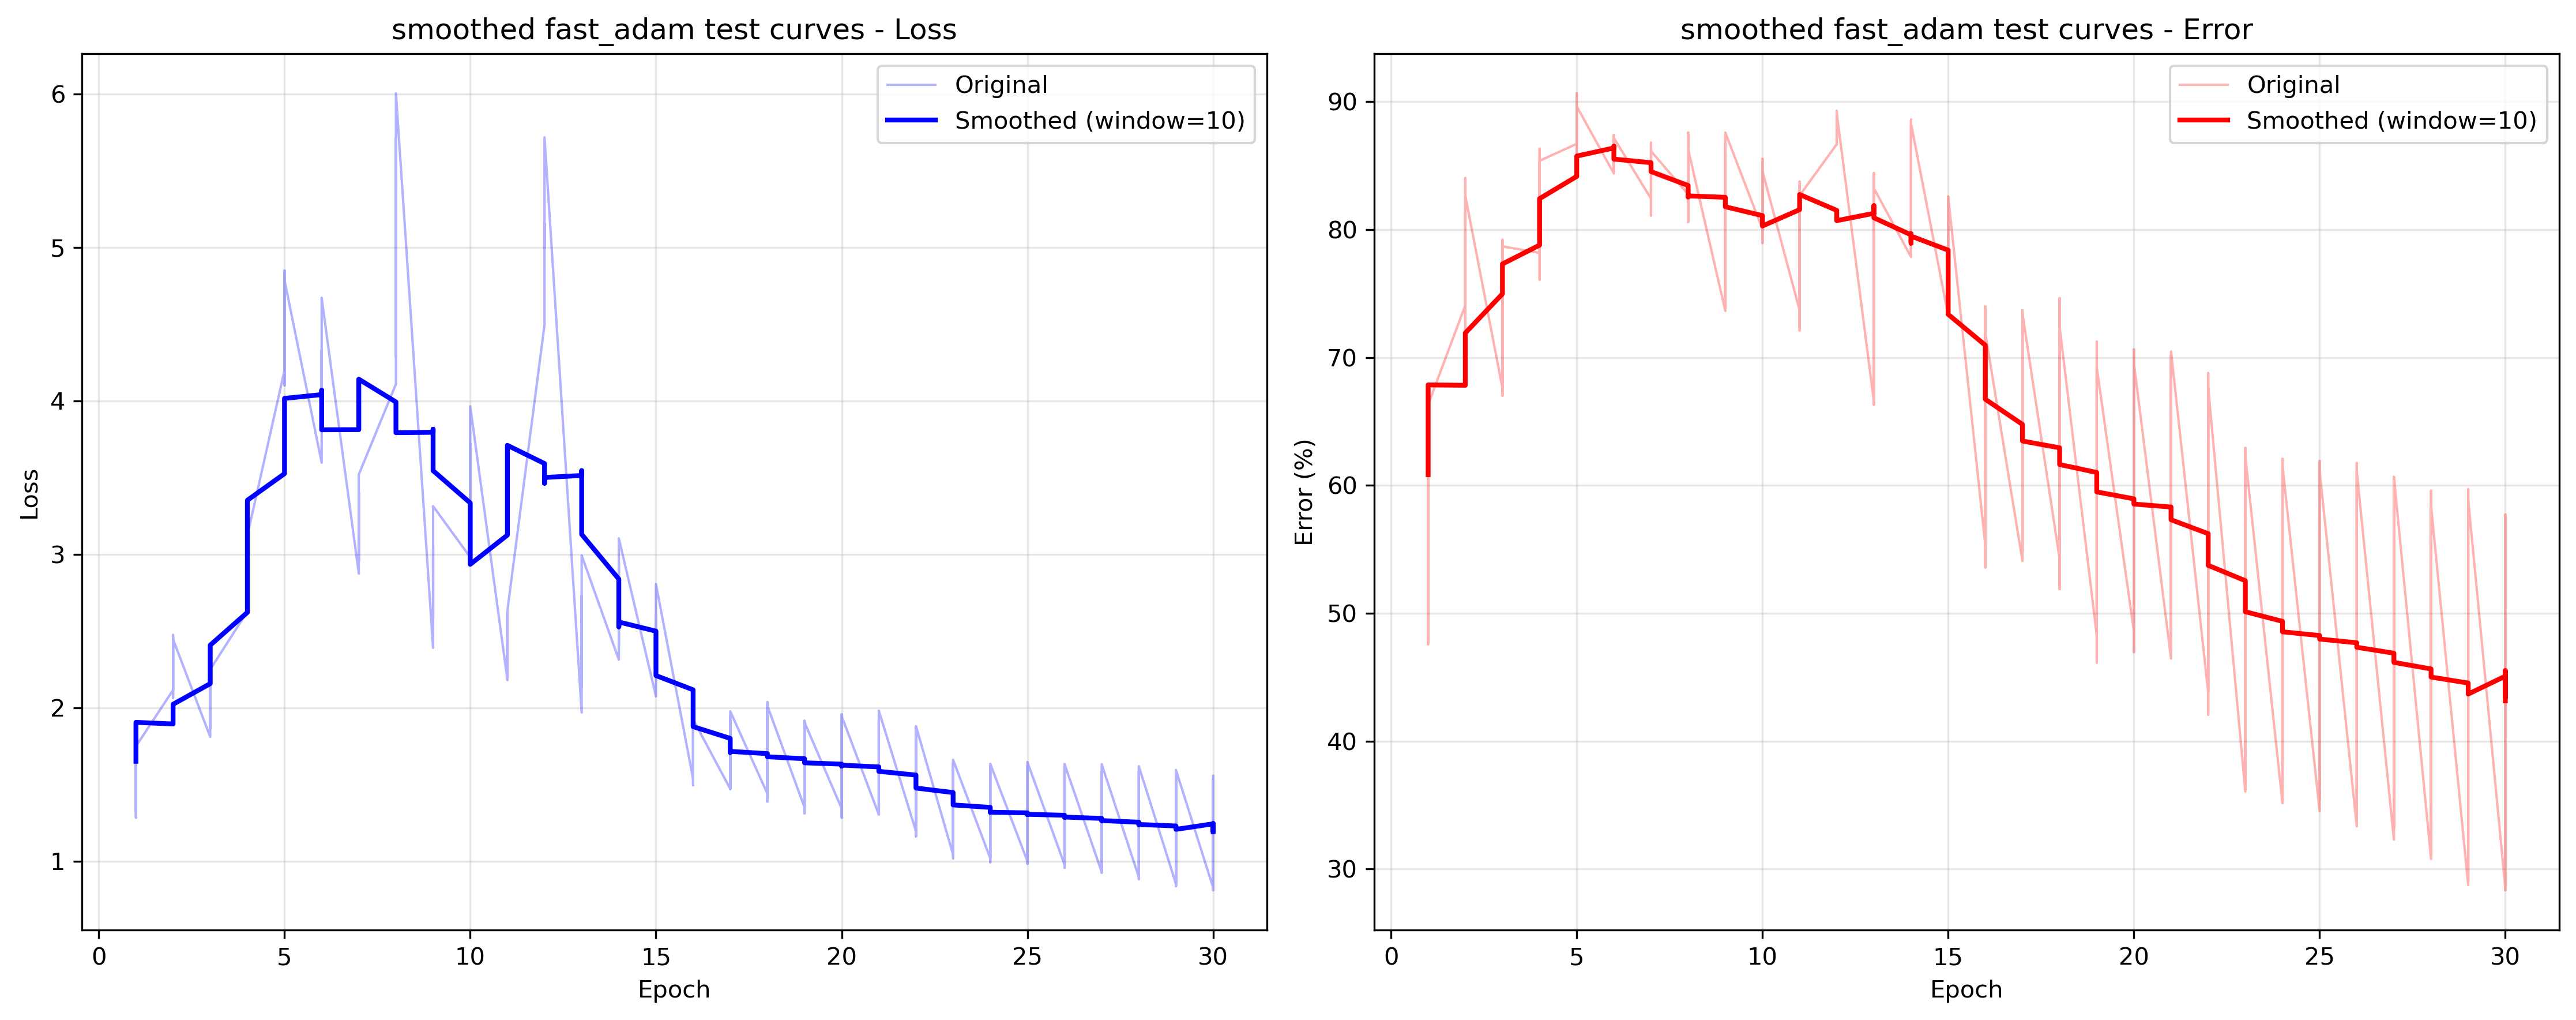 smoothed fast_adam test curves - Loss
Original
Smoothed (window=10)
6
5
4
3
2
1
Loss
0 5 10 15 20 25 30
Epoch
smoothed fast_adam test curves - Error
Original
Smoothed (window=10)
90
80
70
60
50
40
30
Error (%)
0 5 10 15 20 25 30
Epoch